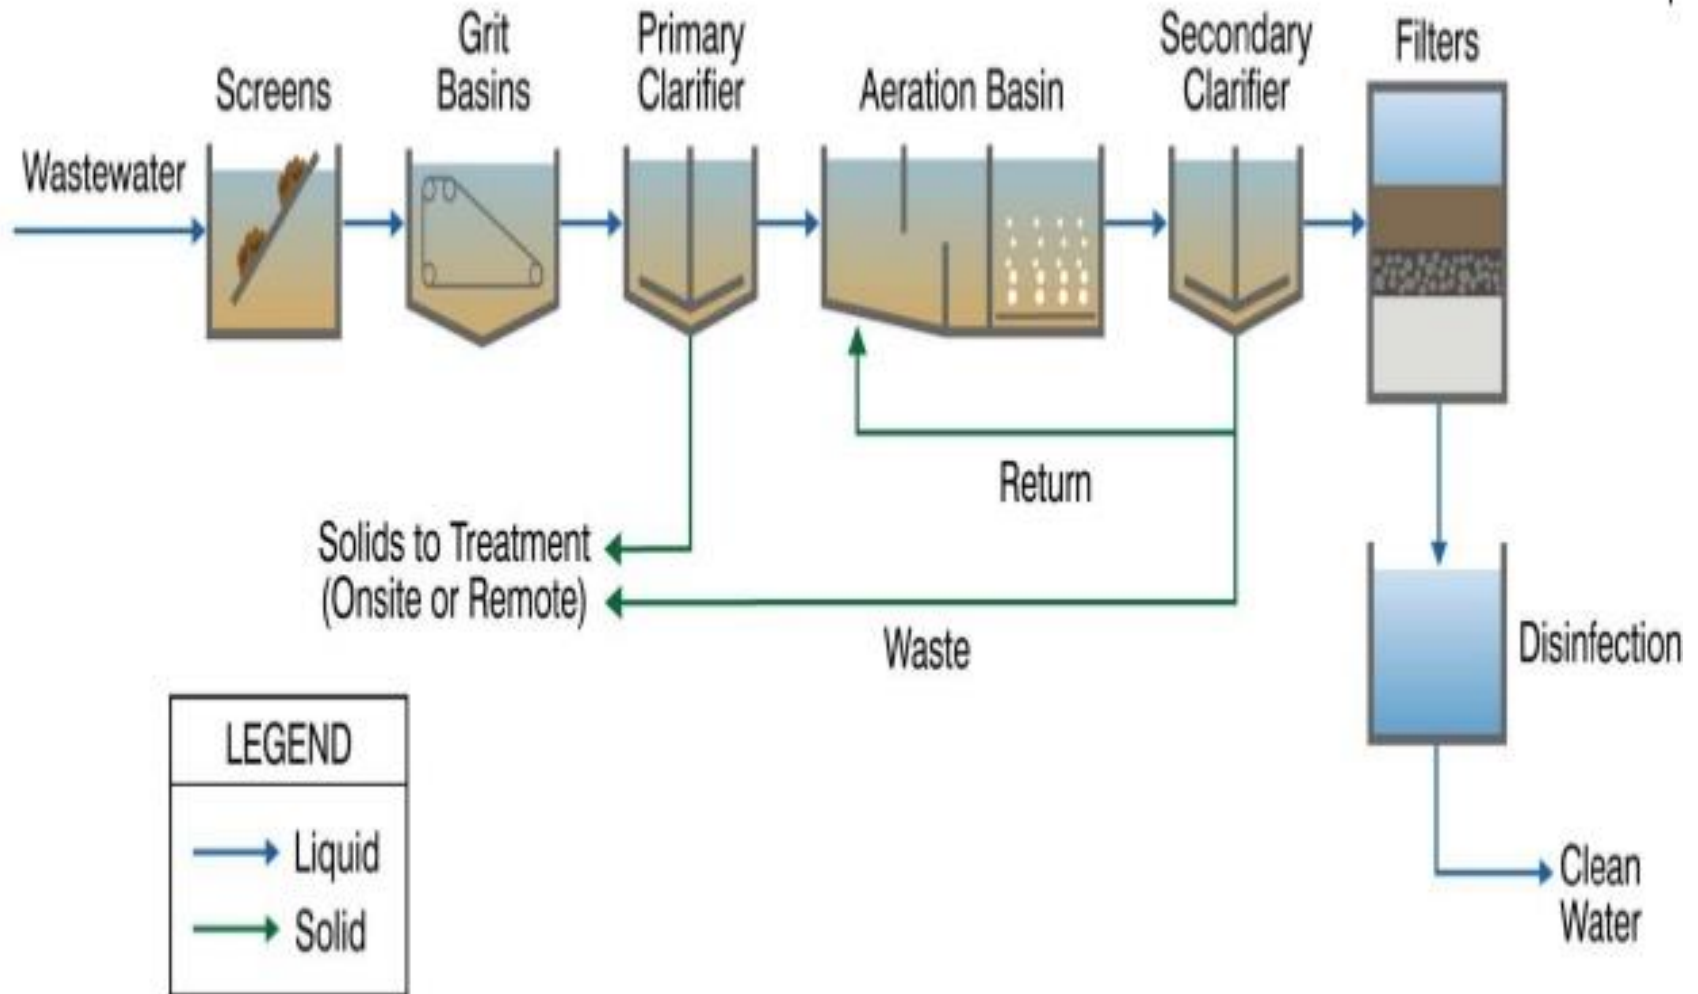 Wastewater
Screens
Grit
Basins
Primary
Clarifier
Aeration Basin
Secondary
Clarifier
Filters
Return
Solids to Treatment
(Onsite or Remote)
Waste
Disinfection
Clean
Water
LEGEND
Liquid
Solid